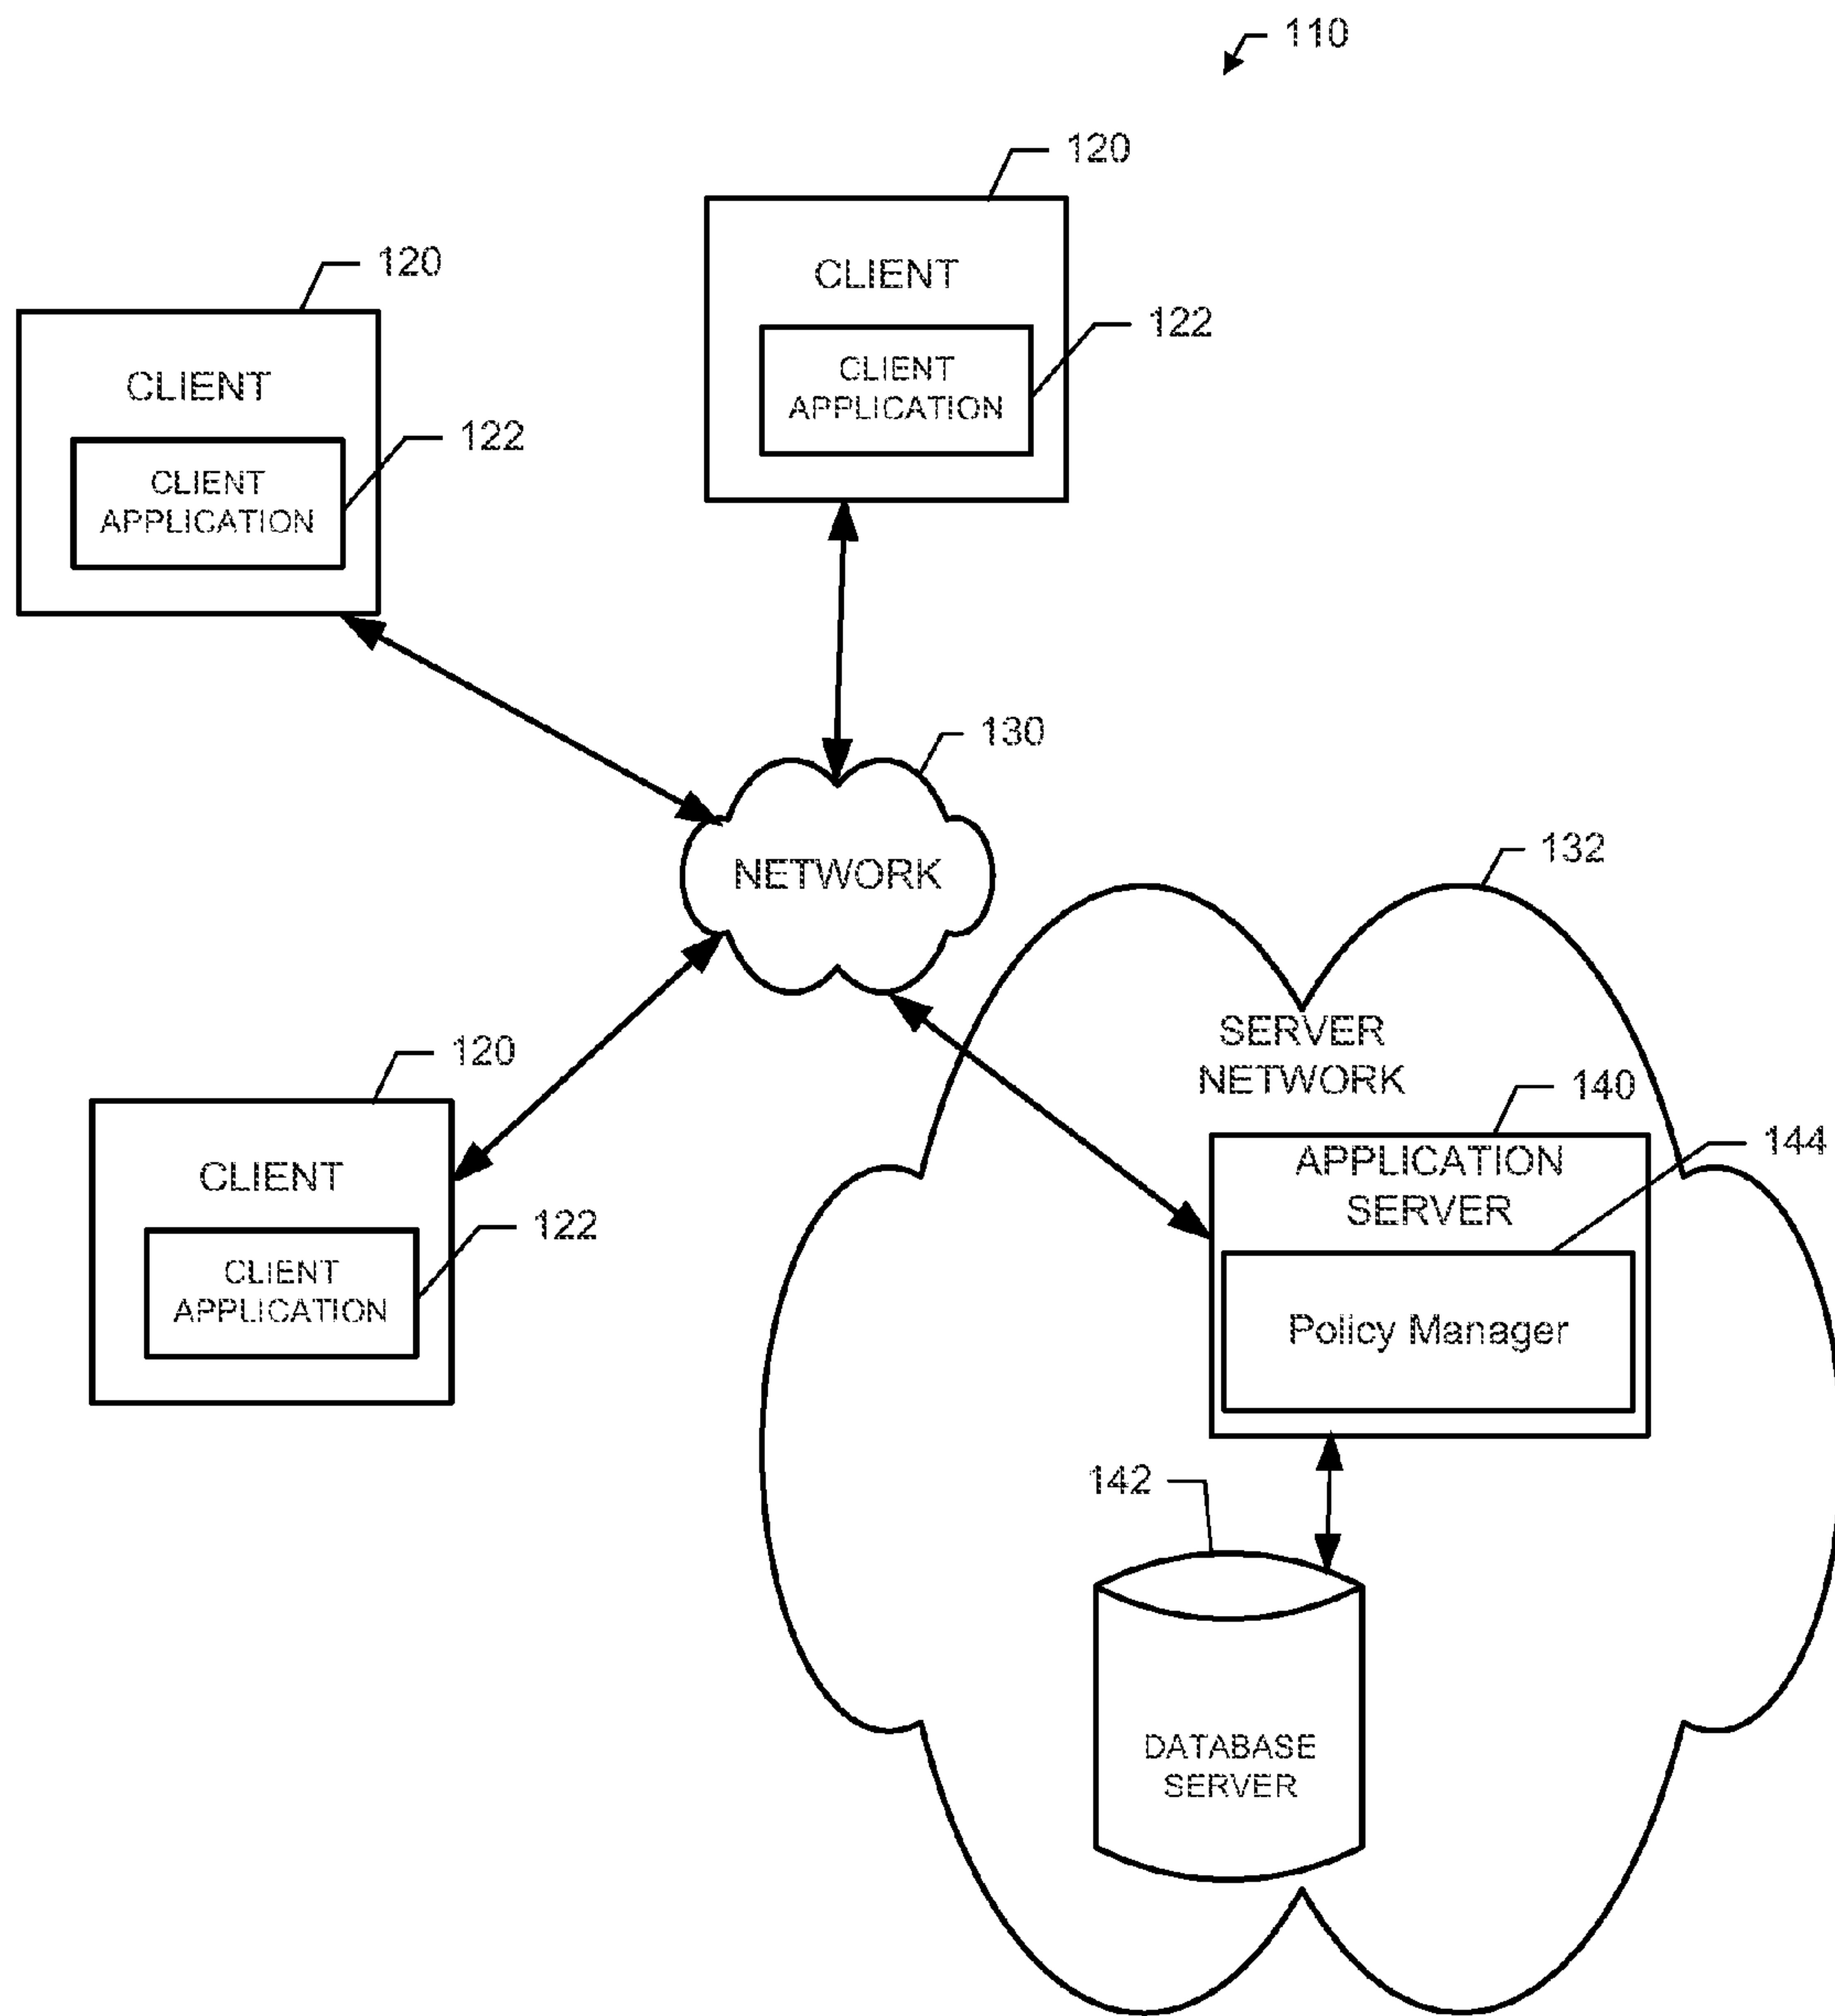 110
120
CLIENT
122
CLIENT
APPLICATION
120
CLIENT
122
CLIENT
APPLICATION
130
NETWORK
132
SERVER
NETWORK
120
CLIENT
122
CLIENT
APPLICATION
140
APPLICATION
SERVER
144
Policy Manager
142
DATABASE
SERVER